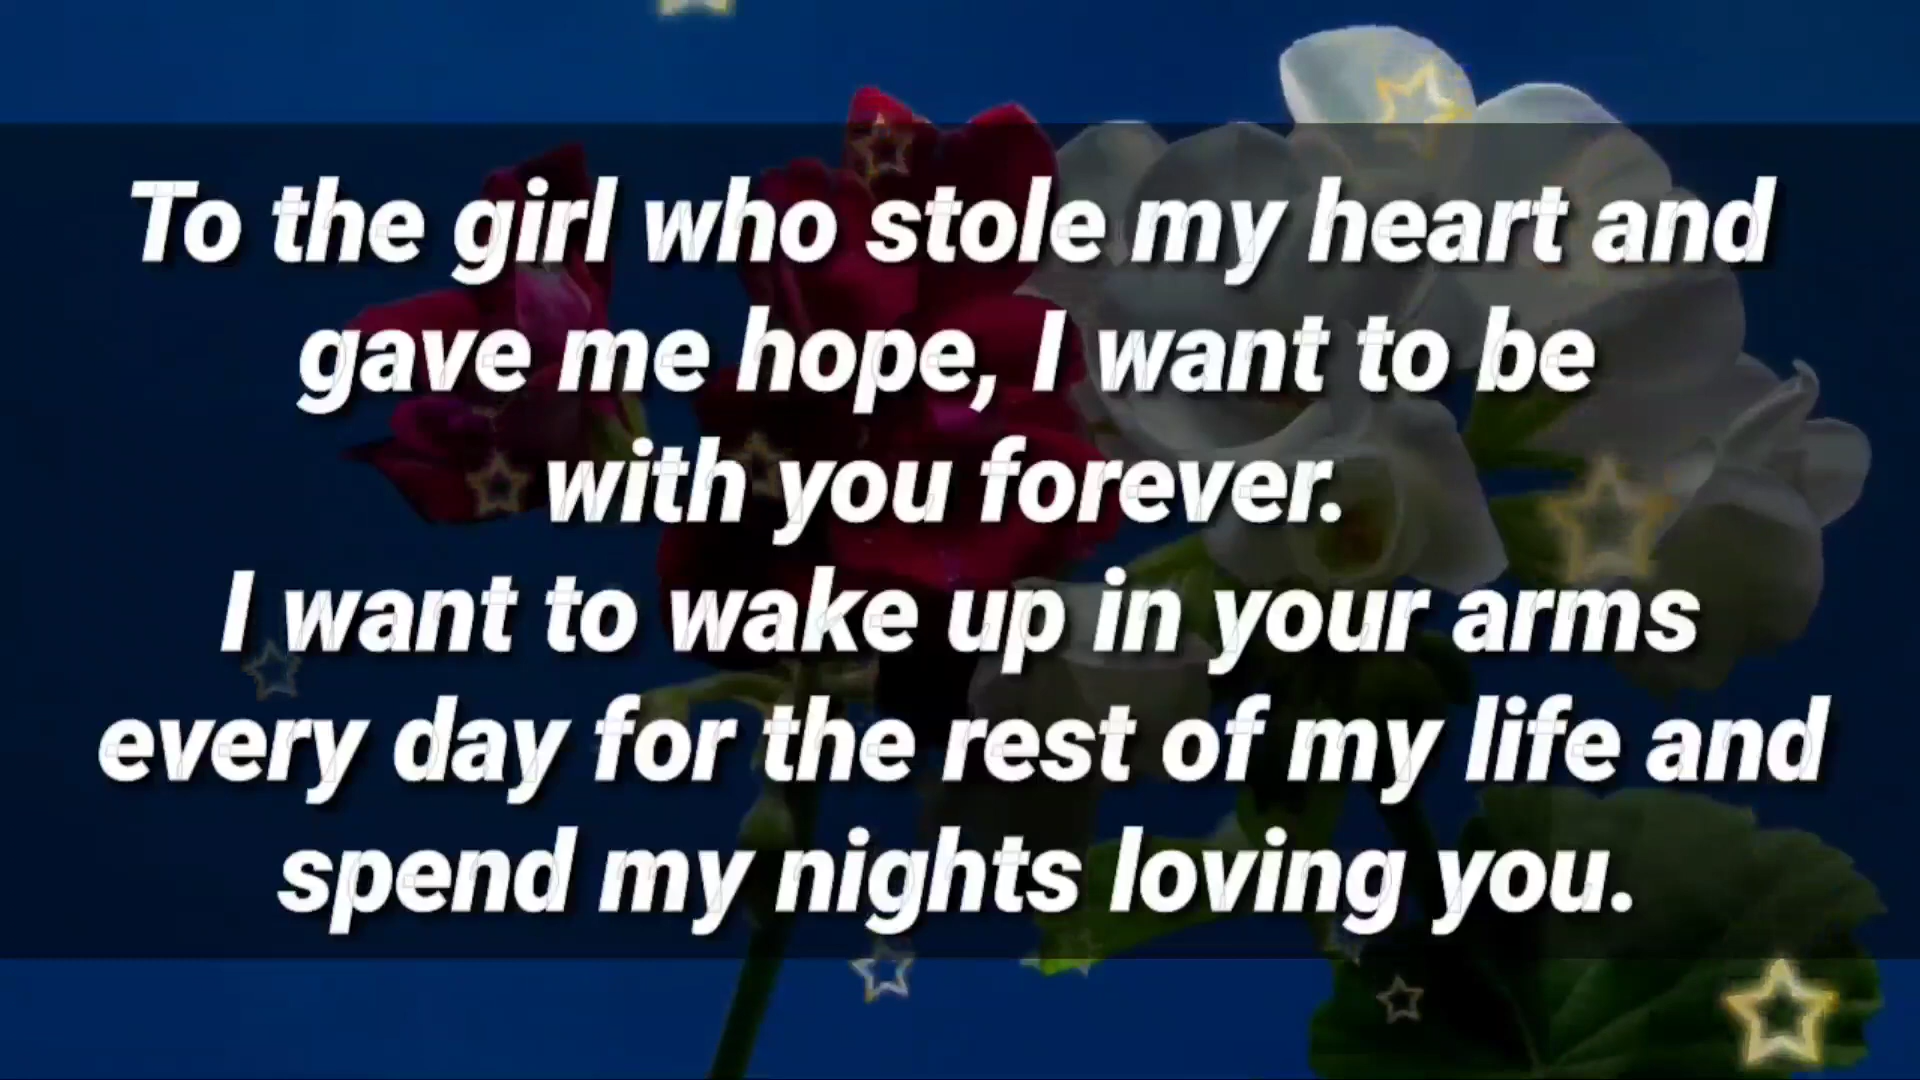 To the girl who stole my heart and
gave me hope, I want to be
with you forever.
I want to wake up in your arms
every day for the rest of my life and
spend my nights loving you.